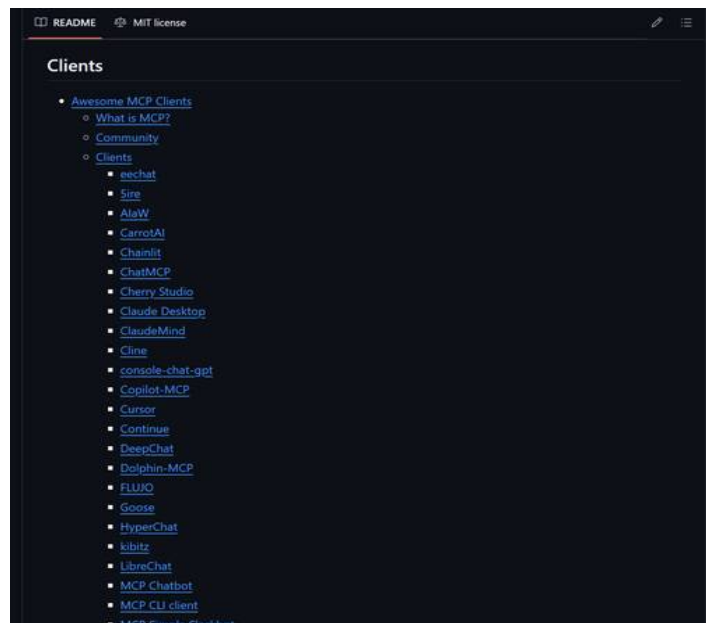 README MIT license
Clients
Awesome MCP Clients
What is MCP?
Community
Clients
eechat
5ire
AIaW
CarrotAI
Chainlit
ChatMCP
Cherry Studio
Claude Desktop
ClaudeMind
Cline
console-chat-gpt
Copilot-MCP
Cursor
Continue
DeepChat
Dolphin-MCP
FLUJO
Goose
HyperChat
kibitz
LibreChat
MCP Chatbot
MCP CLI client